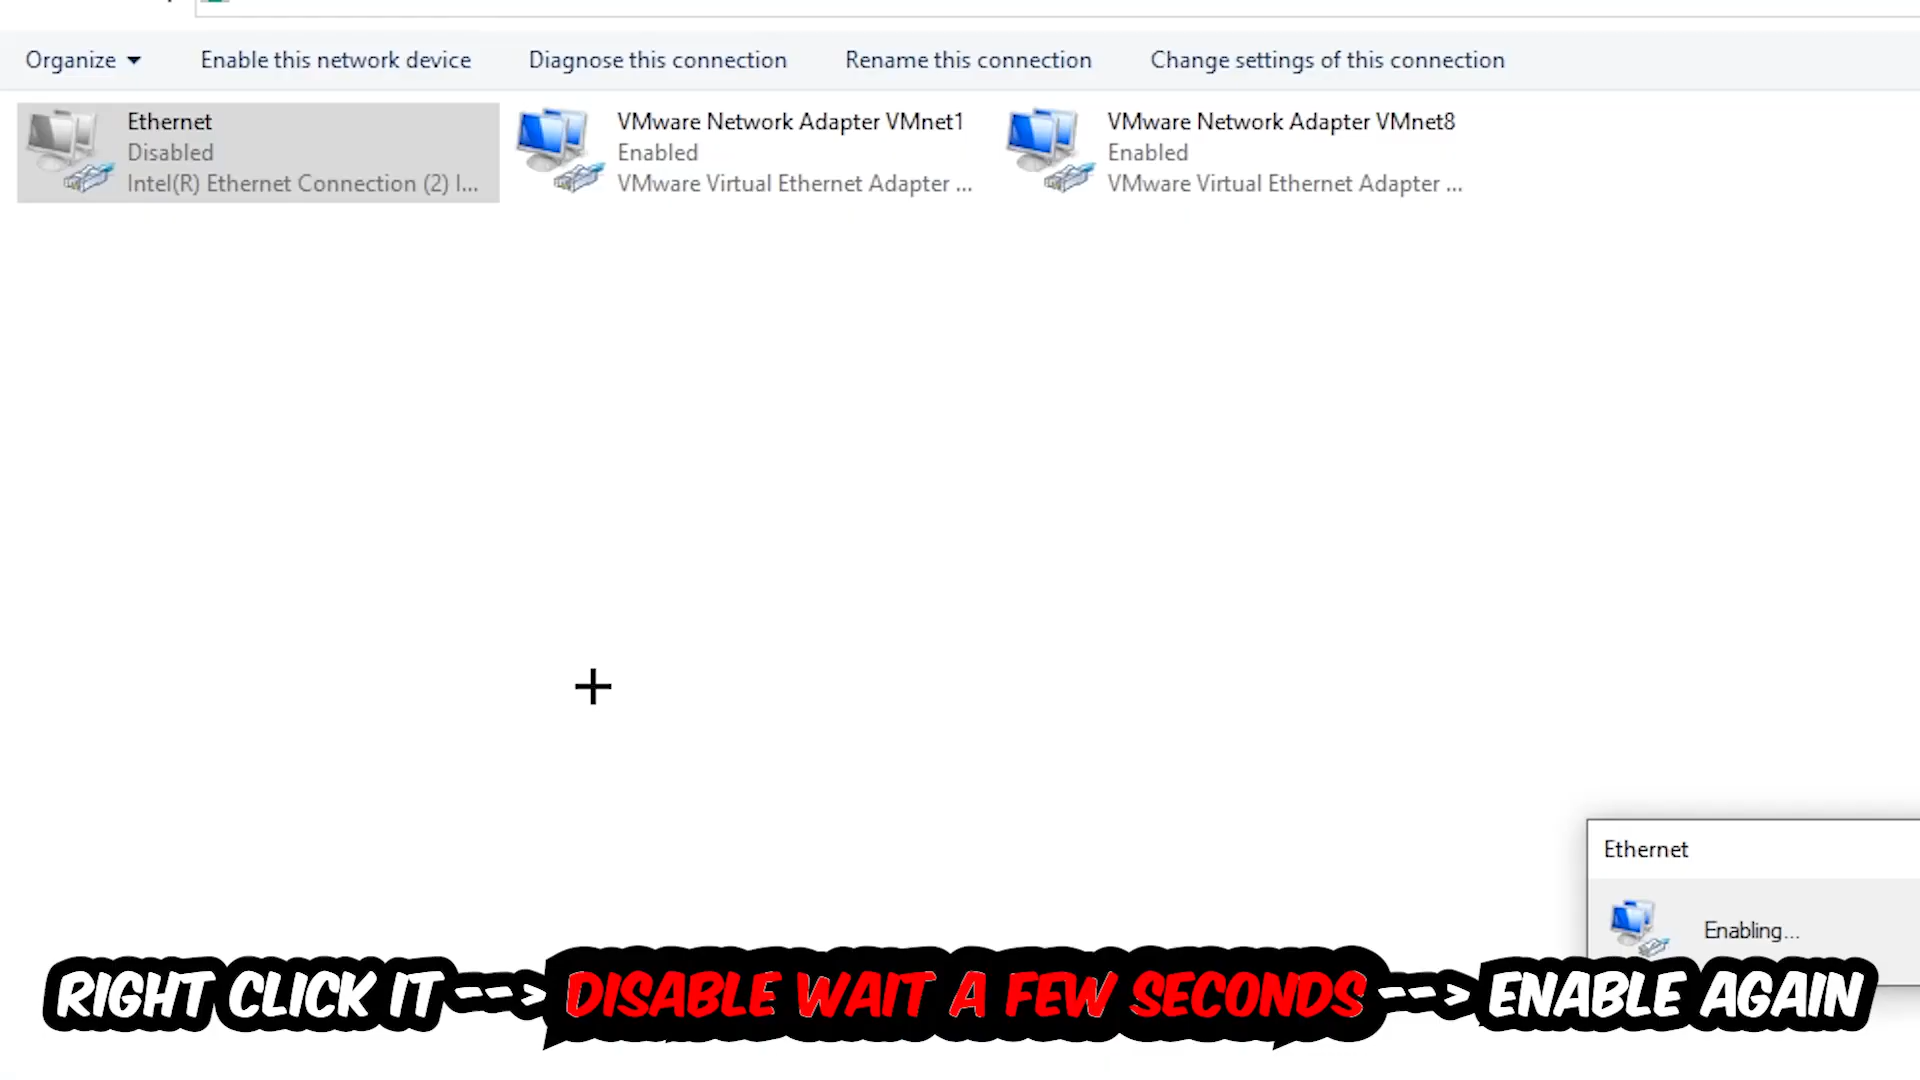 Organize
Enable this network device
Diagnose this connection
Rename this connection
Change settings of this connection
Ethernet
Disabled
Intel(R) Ethernet Connection (2) I...
VMware Network Adapter VMnet1
Enabled
VMware Virtual Ethernet Adapter ...
VMware Network Adapter VMnet8
Enabled
VMware Virtual Ethernet Adapter ...
Ethernet
Enabling...
RIGHT CLICK IT --> DISABLE WAIT A FEW SECONDS --> ENABLE AGAIN